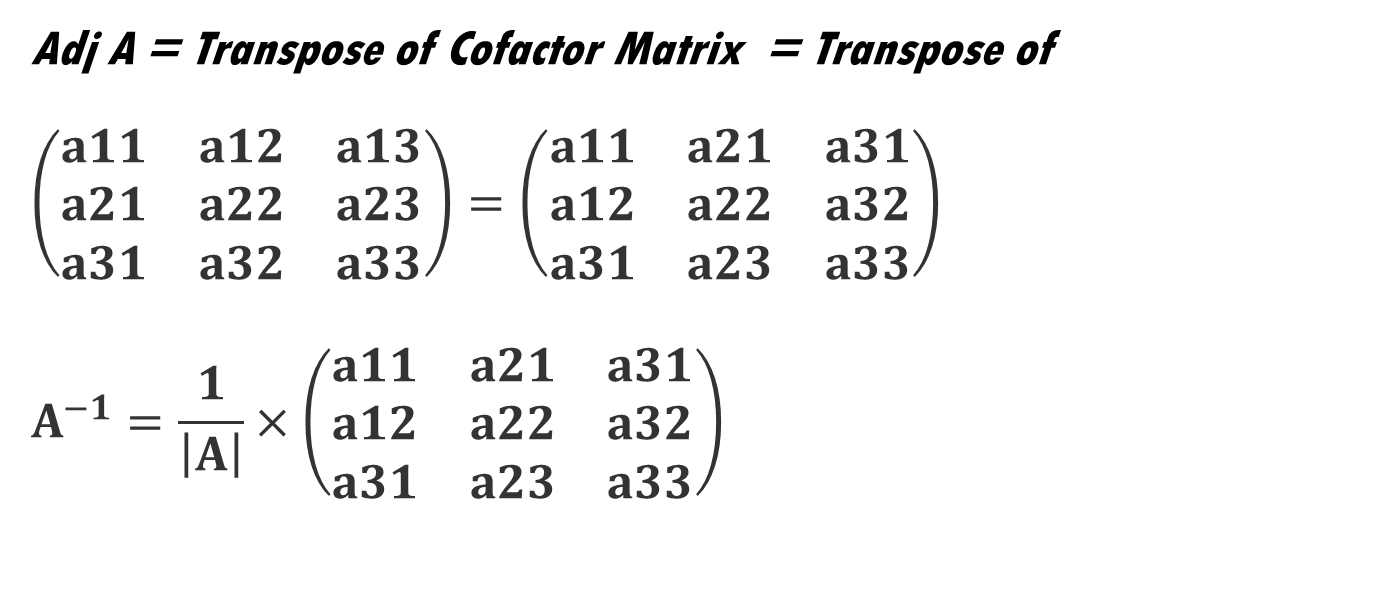 Adj A = Transpose of Cofactor Matrix = Transpose of
a11 a12 a13 a11 a21 a31
a21 a22 a23 = a12 a22 a32
a31 a32 a33 a31 a23 a33
A⁻¹ = 1/|A| × (a11 a21 a31
a12 a22 a32
a31 a23 a33)